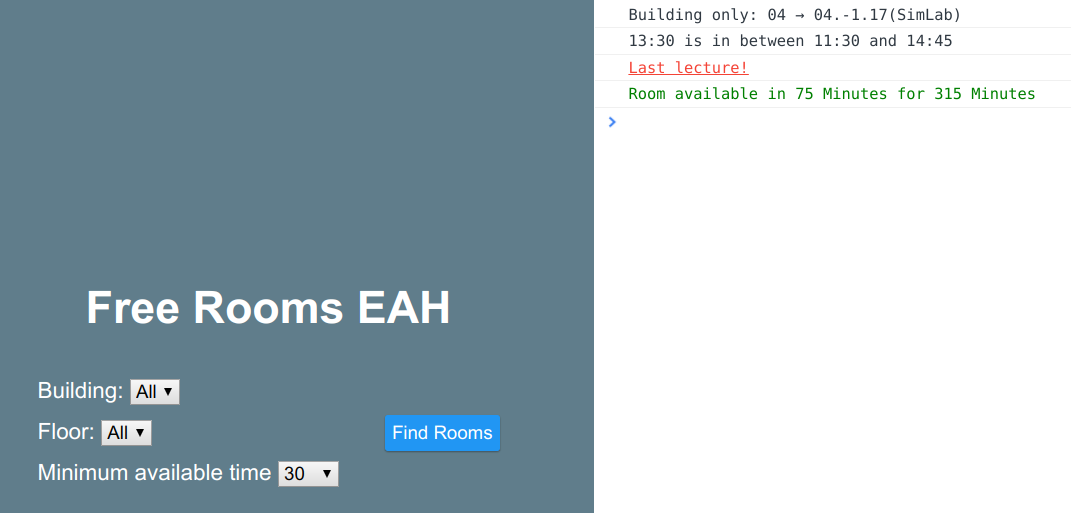 Free Rooms EAH
Building: All
Floor: All
Find Rooms
Minimum available time 30
Building only: 04 → 04.-1.17(SimLab)
13:30 is in between 11:30 and 14:45
Last lecture!
Room available in 75 Minutes for 315 Minutes